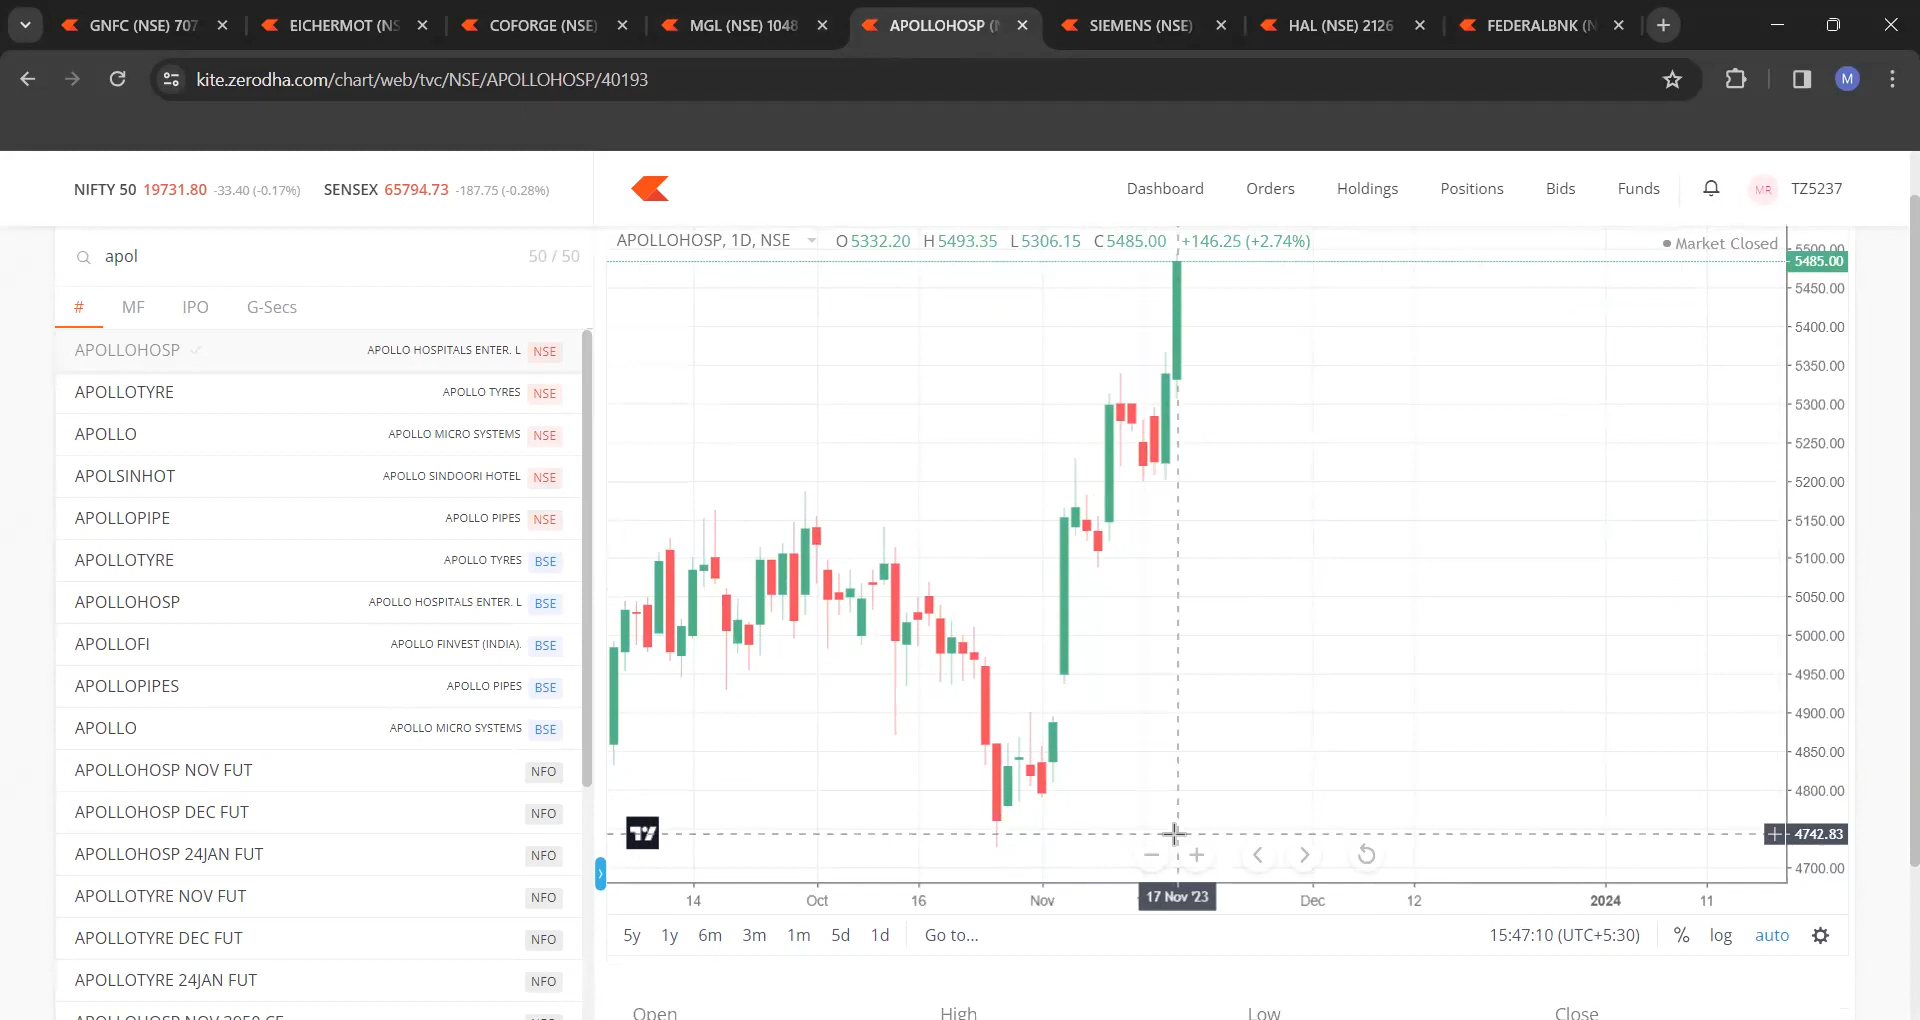 GNFC (NSE) 707
EICHERMOT (NS
COFORGE (NSE)
MGL (NSE) 1048
APOLLOHOSP (
SIEMENS (NSE)
HAL (NSE) 2126
FEDERALBNK (
kite.zerodha.com/chart/web/tvc/NSE/APOLLOHOSP/40193
M
NIFTY 50 19731.80 -33.40 (-0.17%) SENSEX 65794.73 -187.75 (-0.28%)
Dashboard Orders Holdings Positions Bids Funds MR TZ5237
apol 50 / 50
# MF IPO G-Secs
APOLLOHOSP APOLLO HOSPITALS ENTER. L NSE
APOLLOTYRE APOLLO TYRES NSE
APOLLO APOLLO MICRO SYSTEMS NSE
APOLSINHOT APOLLO SINDOORI HOTEL NSE
APOLLOPIPE APOLLO PIPES NSE
APOLLOTYRE APOLLO TYRES BSE
APOLLOHOSP APOLLO HOSPITALS ENTER. L BSE
APOLLOFI APOLLO FINVEST (INDIA). BSE
APOLLOPIPES APOLLO PIPES BSE
APOLLO APOLLO MICRO SYSTEMS BSE
APOLLOHOSP NOV FUT NFO
APOLLOHOSP DEC FUT NFO
APOLLOHOSP 24JAN FUT NFO
APOLLOTYRE NOV FUT NFO
APOLLOTYRE DEC FUT NFO
APOLLOTYRE 24JAN FUT NFO
APOLLOHOSP, 1D, NSE O5332.20 H5493.35 L5306.15 C5485.00 +146.25 (+2.74%)
Market Closed
5500.00
5485.00
5450.00
5400.00
5350.00
5300.00
5250.00
5200.00
5150.00
5100.00
5050.00
5000.00
4950.00
4900.00
4850.00
4800.00
4742.83
4700.00
14 Oct 16 Nov 17 Nov '23 Dec 12 2024 11
5y 1y 6m 3m 1m 5d 1d Go to... 15:47:10 (UTC+5:30) % log auto
Open High Low Close